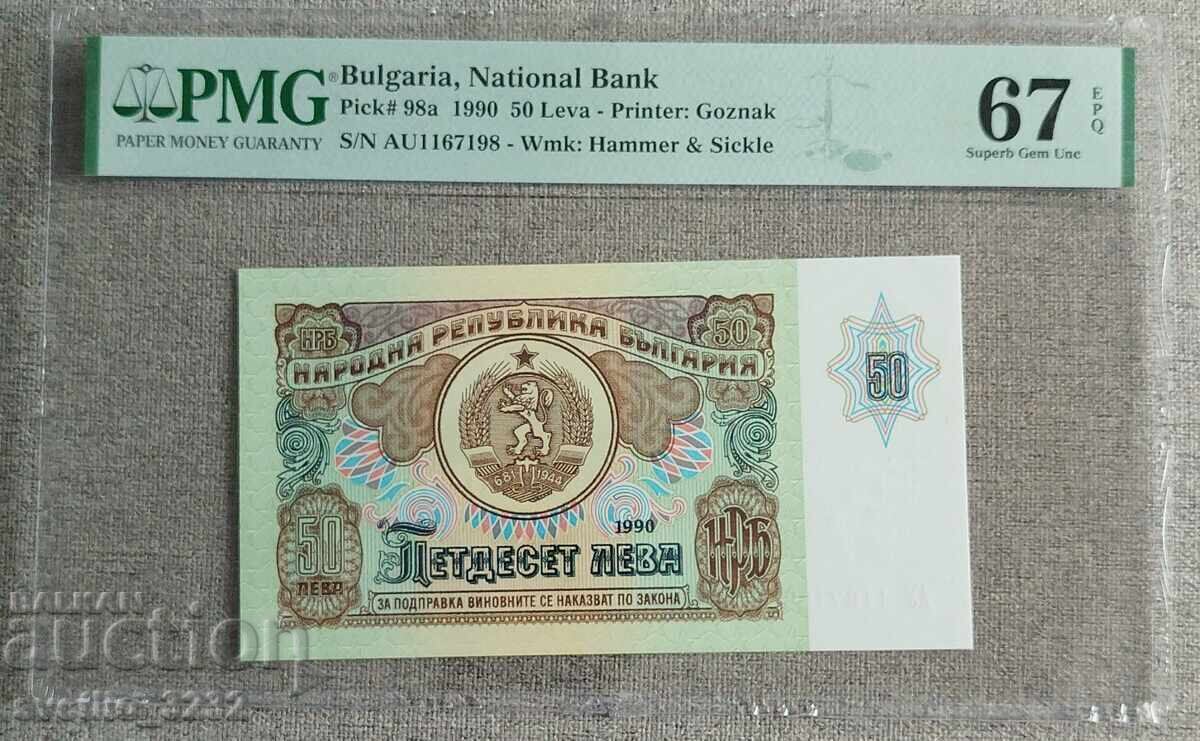 PMG®
PAPER MONEY GUARANTY
Bulgaria, National Bank
Pick# 98a 1990 50 Leva - Printer: Goznak
S/N AU1167198 - Wmk: Hammer & Sickle
67
EPQ
Superb Gem Unc
НРБ
НАРОДНА РЕПУБЛИКА БЪЛГАРИЯ
50
50
681 1944
1990
50
ЛЕВА
ПЕТДЕСЕТ ЛЕВА
НРБ
ЗА ПОДПРАВКА ВИНОВНИТЕ СЕ НАКАЗВАТ ПО ЗАКОНА
BALKAN
auction
svetlio_3232